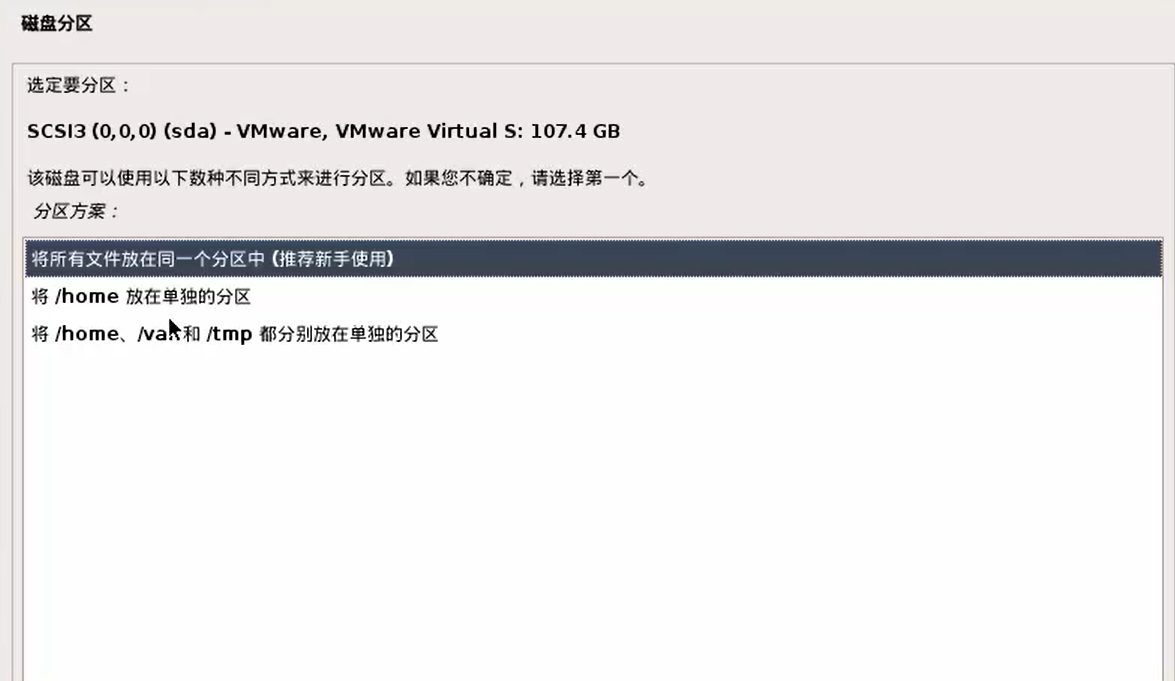 磁盘分区
选定要分区：
SCSI3 (0,0,0) (sda) - VMware, VMware Virtual S: 107.4 GB
该磁盘可以使用以下数种不同方式来进行分区。如果您不确定，请选择第一个。
分区方案：
将所有文件放在同一个分区中 (推荐新手使用)
将 /home 放在单独的分区
将 /home、/var和 /tmp 都分别放在单独的分区